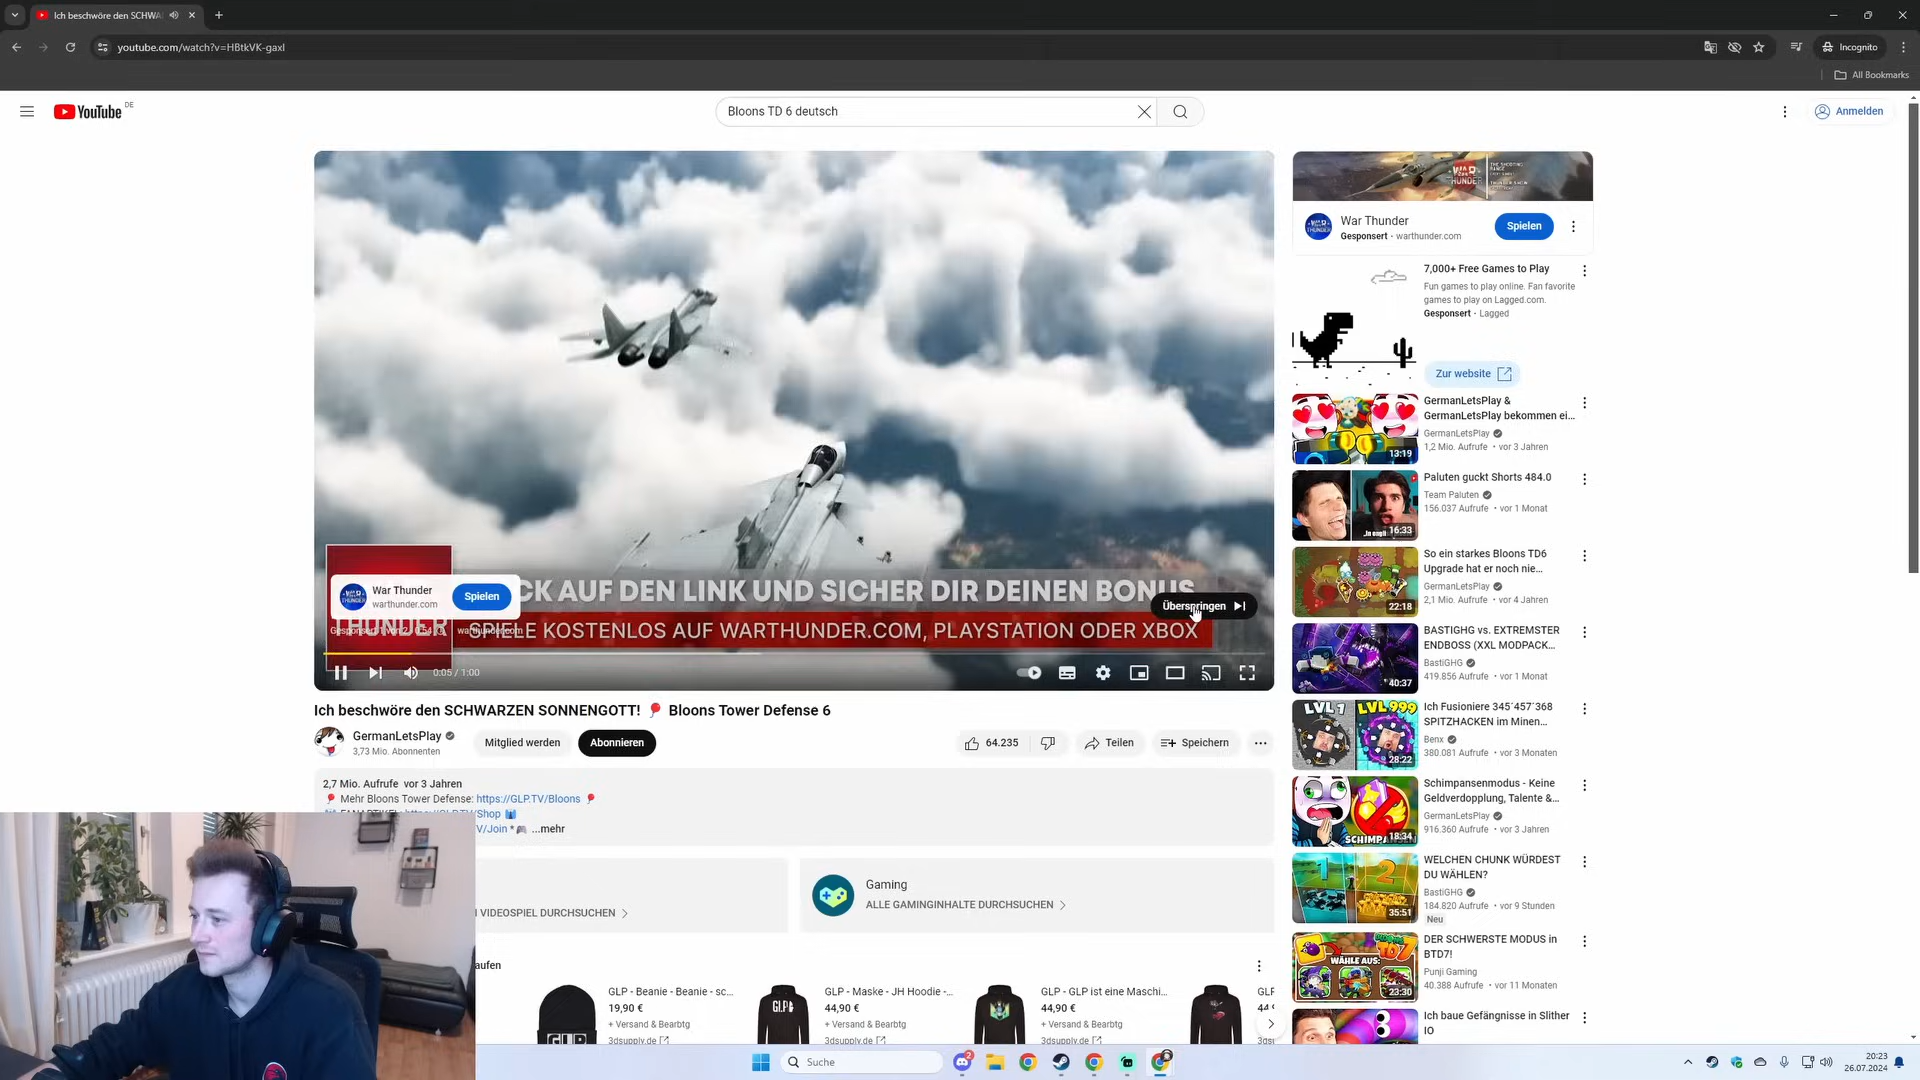 Ich beschwöre den SCHWA
youtube.com/watch?v=HBtkVK-gaxI
Incognito
All Bookmarks
YouTube DE
Bloons TD 6 deutsch
Anmelden
CK AUF DEN LINK UND SICHER DIR DEINEN BONUS
War Thunder
warthunder.com
Spielen
Überspringen
THUNDER
SPIELE KOSTENLOS AUF WARTHUNDER.COM, PLAYSTATION ODER XBOX
0:05 / 1:00
Ich beschwöre den SCHWARZEN SONNENGOTT! 🎈 Bloons Tower Defense 6
GermanLetsPlay
3,73 Mio. Abonnenten
Mitglied werden
Abonnieren
64.235
Teilen
Speichern
2,7 Mio. Aufrufe vor 3 Jahren
🎈 Mehr Bloons Tower Defense: https://GLP.TV/Bloons 🎈
/Shop
V/Join * 🎮 ...mehr
VIDEOSPIEL DURCHSUCHEN
Gaming
ALLE GAMINGINHALTE DURCHSUCHEN
aufen
GLP - Beanie - Beanie - sc...
19,90 €
+ Versand & Bearbtg
3dsupply.de
GLP - Maske - JH Hoodie -...
44,90 €
+ Versand & Bearbtg
3dsupply.de
GLP - GLP ist eine Maschi...
44,90 €
+ Versand & Bearbtg
3dsupply.de
War Thunder
Gesponsert · warthunder.com
Spielen
7,000+ Free Games to Play
Fun games to play online. Fan favorite
games to play on Lagged.com.
Gesponsert · Lagged
Zur website
GermanLetsPlay &
GermanLetsPlay bekommen ei...
GermanLetsPlay
1,2 Mio. Aufrufe · vor 3 Jahren
13:19
Paluten guckt Shorts 484.0
Team Paluten
156.037 Aufrufe · vor 1 Monat
16:33
So ein starkes Bloons TD6
Upgrade hat er noch nie...
GermanLetsPlay
2,1 Mio. Aufrufe · vor 4 Jahren
22:18
BASTIGHG vs. EXTREMSTER
ENDBOSS (XXL MODPACK...
BastiGHG
419.856 Aufrufe · vor 1 Monat
40:37
LVL 1 LVL 999
Ich Fusioniere 345´457´368
SPITZHACKEN im Minen...
Benx
380.081 Aufrufe · vor 3 Monaten
28:22
Schimpansenmodus - Keine
Geldverdopplung, Talente &...
GermanLetsPlay
916.360 Aufrufe · vor 3 Jahren
SCHIMPANSEN
18:34
WELCHEN CHUNK WÜRDEST
DU WÄHLEN?
BastiGHG
184.820 Aufrufe · vor 9 Stunden
Neu
1 2
35:51
DER SCHWERSTE MODUS in
BTD7!
Punji Gaming
40.388 Aufrufe · vor 11 Monaten
WÄHLE AUS:
23:30
Ich baue Gefängnisse in Slither
IO
Suche
20:23
26.07.2024